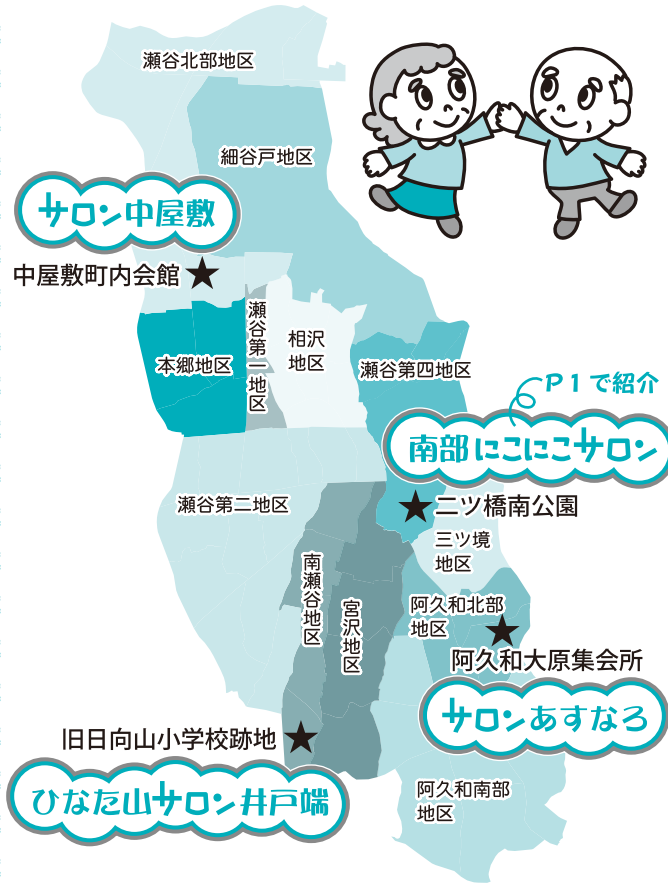 瀬谷北部地区
細谷戸地区
サロン中屋敷
中屋敷町内会館
瀬谷第一地区
相沢
地区
本郷地区
瀬谷第四地区
P1で紹介
南部にこにこサロン
瀬谷第二地区
二ツ橋南公園
三ツ境
地区
南瀬谷地区
宮沢地区
阿久和北部
地区
阿久和大原集会所
サロンあすなろ
旧日向山小学校跡地
ひなた山サロン井戸端
阿久和南部
地区